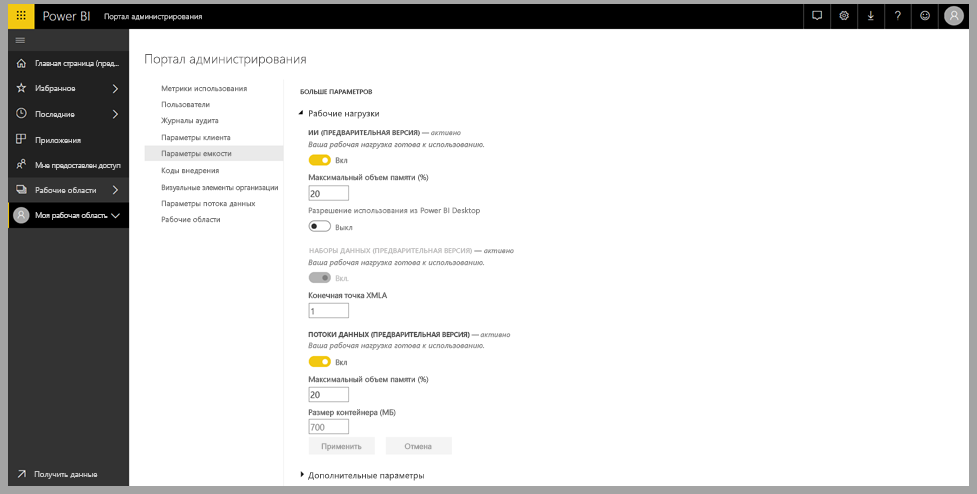 Power BI Портал администрирования
Главная страница (пред...
Избранное
Последние
Приложения
Мне предоставлен доступ
Рабочие области
Моя рабочая область
Получить данные
Портал администрирования
Метрики использования
Пользователи
Журналы аудита
Параметры клиента
Параметры емкости
Коды внедрения
Визуальные элементы организации
Параметры потока данных
Рабочие области
БОЛЬШЕ ПАРАМЕТРОВ
Рабочие нагрузки
ИИ (ПРЕДВАРИТЕЛЬНАЯ ВЕРСИЯ) — активно
Ваша рабочая нагрузка готова к использованию.
Вкл
Максимальный объем памяти (%)
20
Разрешение использования из Power BI Desktop
Выкл
НАБОРЫ ДАННЫХ (ПРЕДВАРИТЕЛЬНАЯ ВЕРСИЯ) — активно
Ваша рабочая нагрузка готова к использованию.
Вкл.
Конечная точка XMLA
1
ПОТОКИ ДАННЫХ (ПРЕДВАРИТЕЛЬНАЯ ВЕРСИЯ) — активно
Ваша рабочая нагрузка готова к использованию.
Вкл
Максимальный объем памяти (%)
20
Размер контейнера (МБ)
700
Применить Отмена
Дополнительные параметры